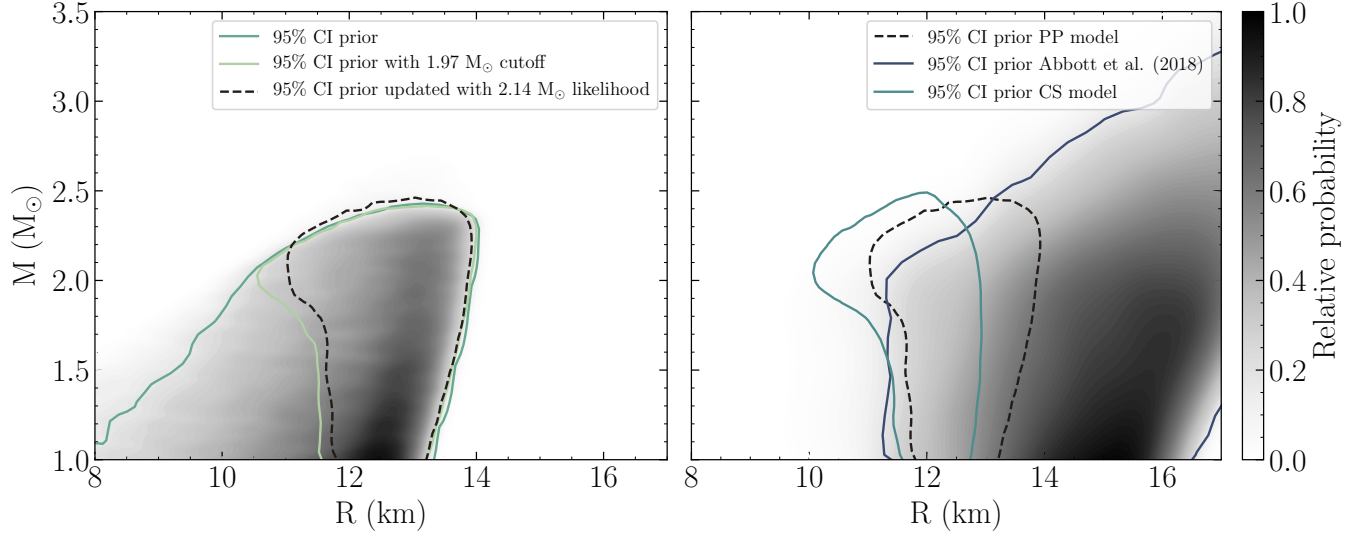 3.5
3.0
2.5
2.0
1.5
1.0
M (M⊙)
95% CI prior
95% CI prior with 1.97 M⊙ cutoff
95% CI prior updated with 2.14 M⊙ likelihood
8
10
12
14
16
R (km)
95% CI prior PP model
95% CI prior Abbott et al. (2018)
95% CI prior CS model
8
10
12
14
16
R (km)
1.0
0.8
0.6
0.4
0.2
0.0
Relative probability